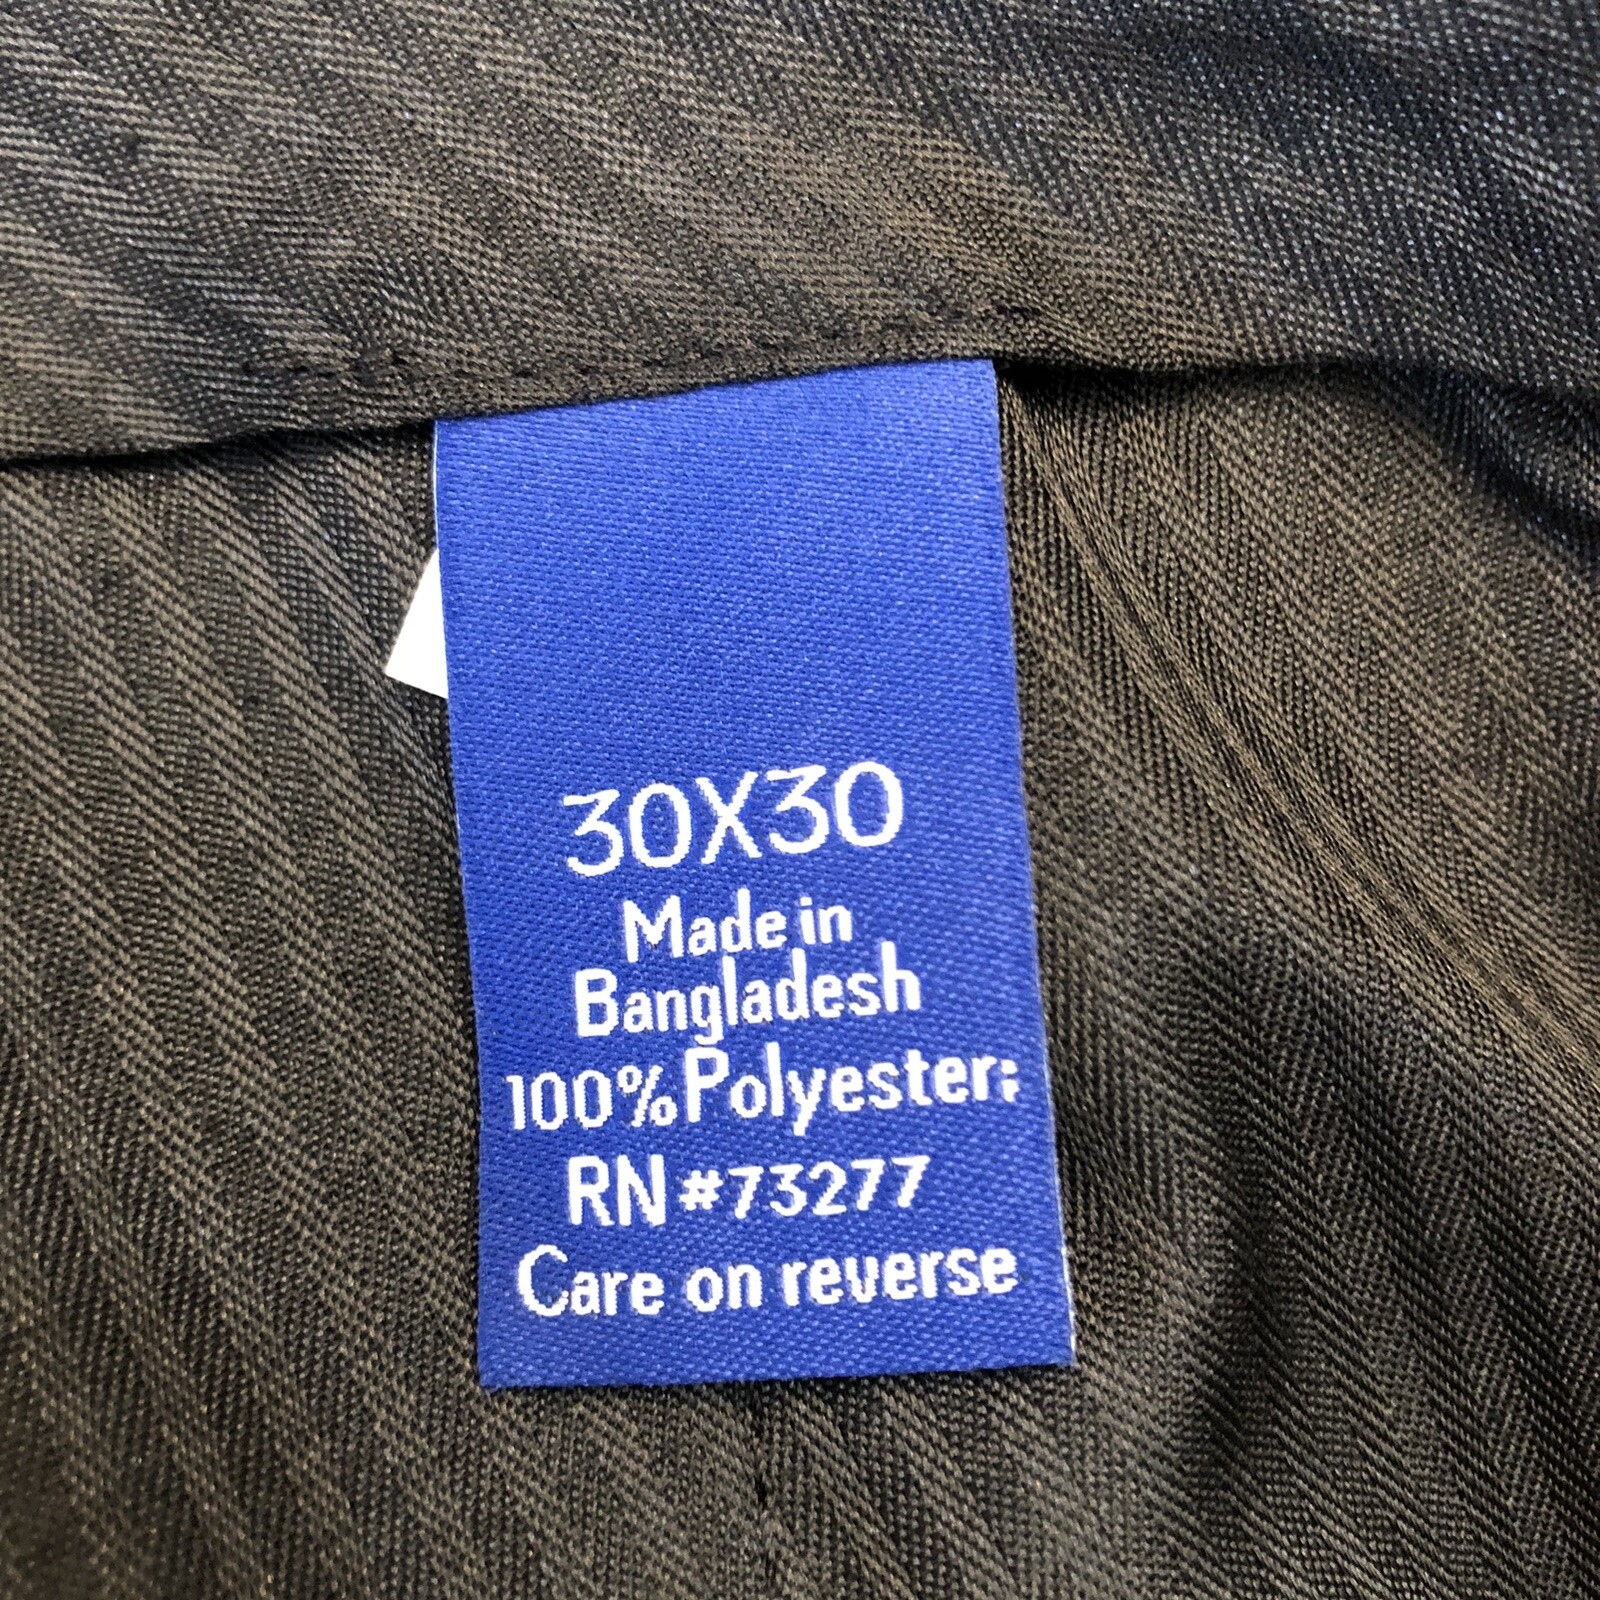 30X30
Made in
Bangladesh
100% Polyester;
RN #73277
Care on reverse